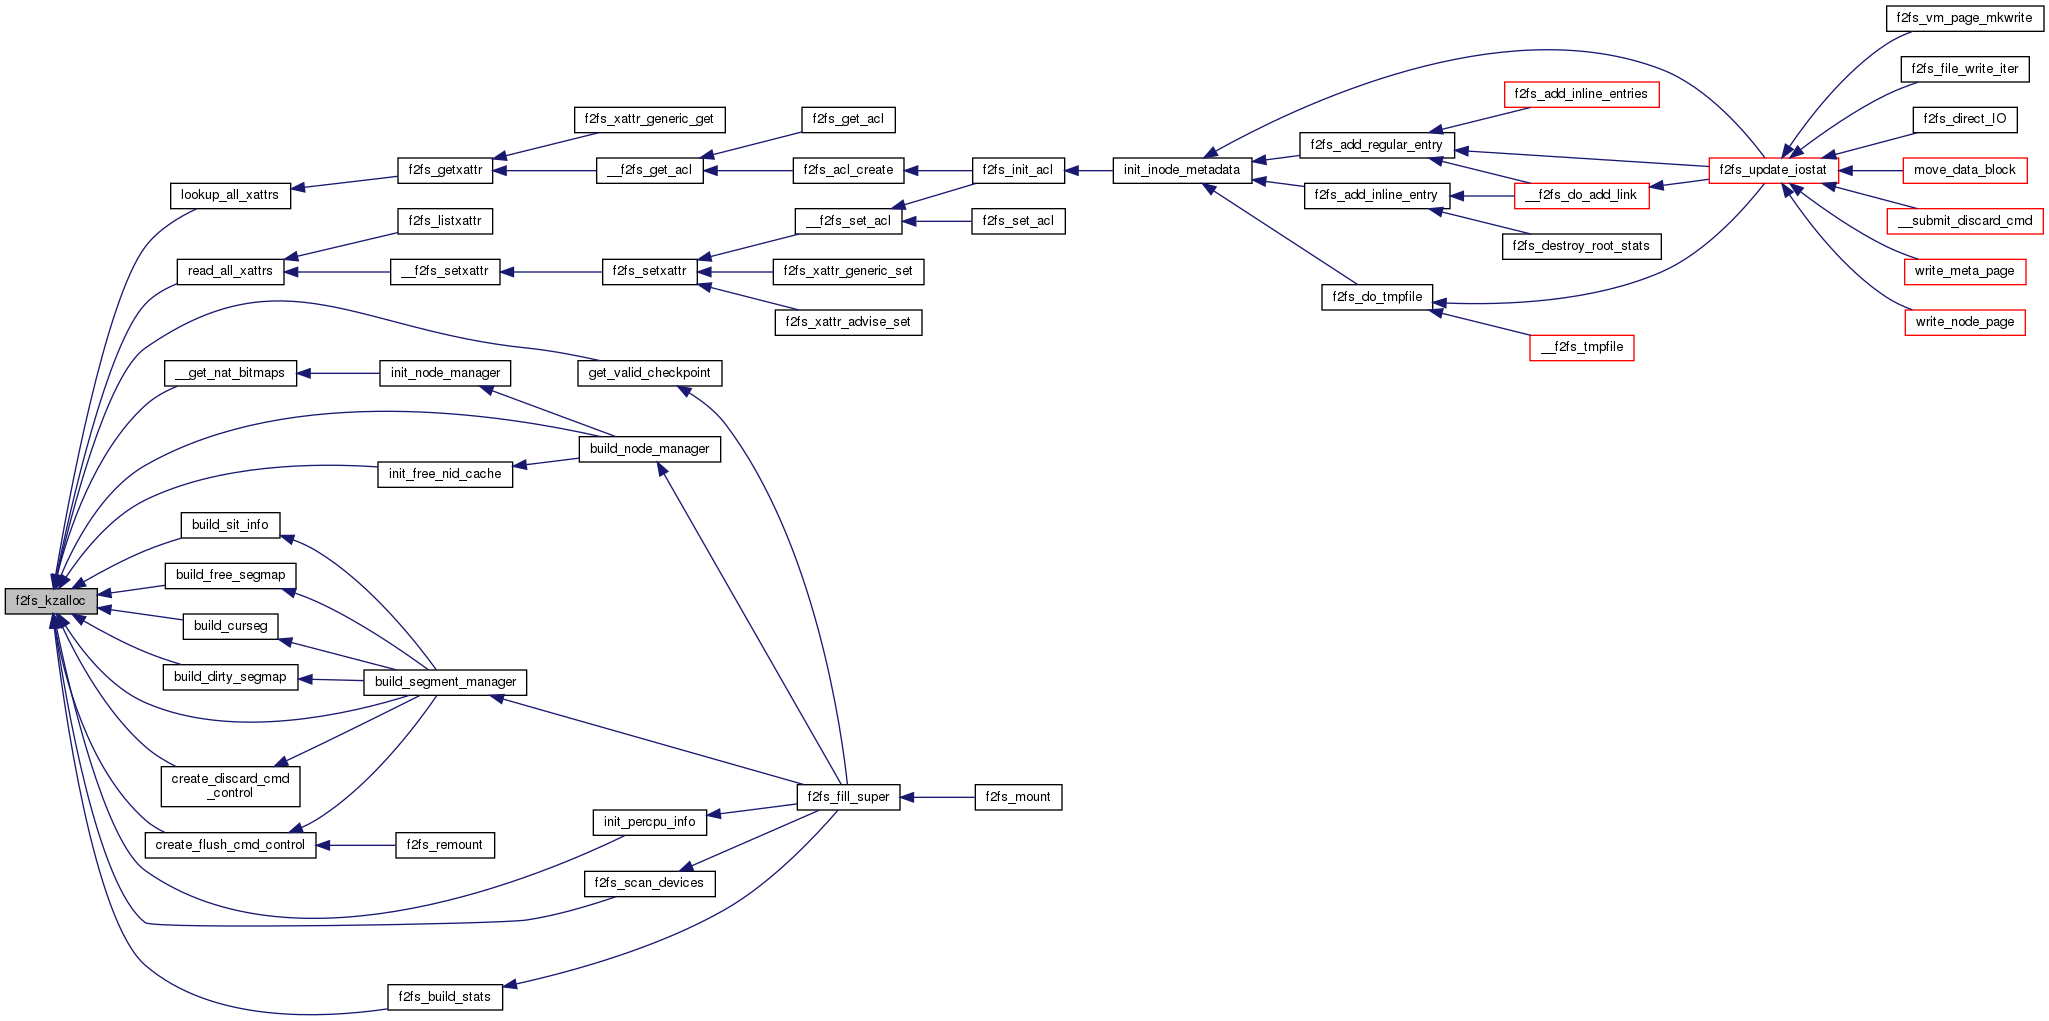 f2fs_vm_page_mkwrite
f2fs_file_write_iter
f2fs_add_inline_entries
f2fs_xattr_generic_get
f2fs_get_acl
f2fs_direct_IO
f2fs_add_regular_entry
f2fs_getxattr
__f2fs_get_acl
f2fs_acl_create
f2fs_init_acl
init_inode_metadata
f2fs_update_iostat
move_data_block
lookup_all_xattrs
f2fs_add_inline_entry
__f2fs_do_add_link
f2fs_listxattr
__f2fs_set_acl
f2fs_set_acl
__submit_discard_cmd
f2fs_destroy_root_stats
read_all_xattrs
__f2fs_setxattr
f2fs_setxattr
f2fs_xattr_generic_set
write_meta_page
f2fs_do_tmpfile
f2fs_xattr_advise_set
write_node_page
__f2fs_tmpfile
__get_nat_bitmaps
init_node_manager
get_valid_checkpoint
build_node_manager
init_free_nid_cache
build_sit_info
build_free_segmap
f2fs_kzalloc
build_curseg
build_dirty_segmap
build_segment_manager
create_discard_cmd
_control
f2fs_fill_super
f2fs_mount
init_percpu_info
create_flush_cmd_control
f2fs_remount
f2fs_scan_devices
f2fs_build_stats